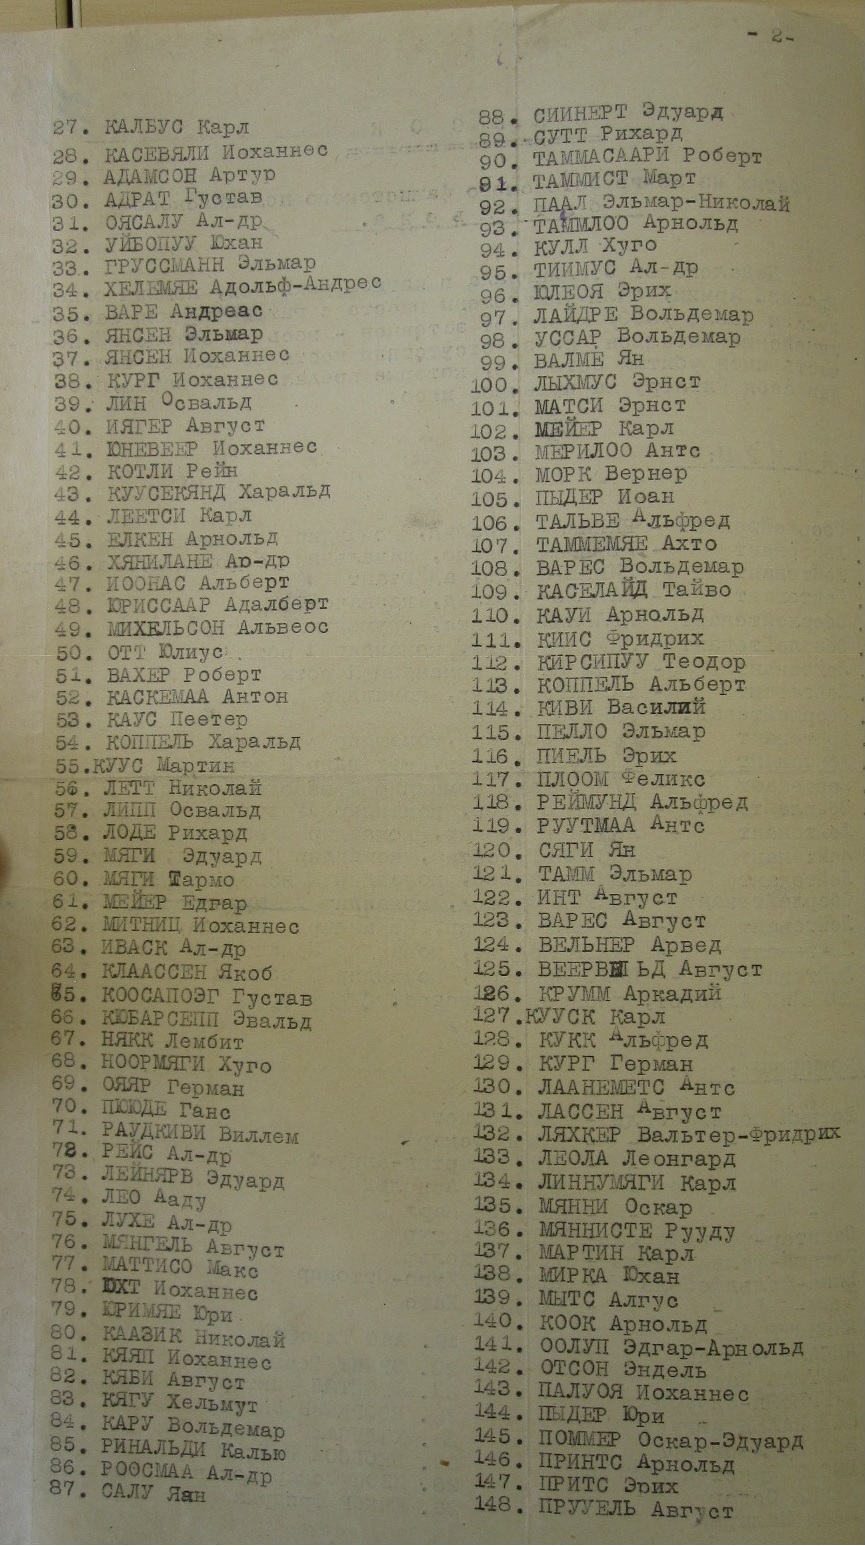 - 2-
27. КАЛБУС Карл
28. КАСЕВЯЛИ Иоханнес
29. АДАМСОН Артур
30. АДРАТ Густав
31. ОЯСАЛУ Ал-др
32. УЙБОПУУ Юхан
33. ГРУССМАНН Эльмар
34. ХЕЛЕМЯЕ Адольф-Андрес
35. ВАРЕ Андреас
36. ЯНСЕН Эльмар
37. ЯНСЕН Иоханнес
38. КУРГ Иоханнес
39. ЛИН Освальд
40. ИЯГЕР Август
41. ЮНЕВЕЕР Иоханнес
42. КОТЛИ Рейн
43. КУУСЕКЯНД Харальд
44. ЛЕЕТСИ Карл
45. ЕЛКЕН Арнольд
46. ХЯНИЛАНЕ Ар-др
47. ИООНАС Альберт
48. ЮРИССААР Адалберт
49. МИХЕЛЬСОН Альвеос
50. ОТТ Юлиус
51. ВАХЕР Роберт
52. КАСКЕМАА Антон
53. КАУС Пеетер
54. КОППЕЛЬ Харальд
55.КУУС Мартин
56. ЛЕТТ Николай
57. ЛИПП Освальд
58. ЛОДЕ Рихард
59. МЯГИ Эдуард
60. МЯГИ Тармо
61. МЕЙЕР Едгар
62. МИТНИЦ Иоханнес
63. ИВАСК Ал-др
64. КЛААССЕН Якоб
65. КООСАПОЭГ Густав
66. КЮБАРСЕПП Эвальд
67. НЯКК Лембит
68. НООРМЯГИ Хуго
69. ОЯЯР Герман
70. ПЮЮДЕ Ганс
71. РАУДКИВИ Виллем
72. РЕЙС Ал-др
73. ЛЕЙНЯРВ Эдуард
74. ЛЕО Ааду
75. ЛУХЕ Ал-др
76. МЯНГЕЛЬ Август
77. МАТТИСО Макс
78. ЮХТ Иоханнес
79. ЮРИМЯЕ Юри
80. КААЗИК Николай
81. КЯЯП Иоханнес
82. КЯБИ Август
83. КЯГУ Хельмут
84. КАРУ Вольдемар
85. РИНАЛЬДИ Калью
86. РООСМАА Ал-др
87. САЛУ Яан
88. СИИНЕРТ Эдуард
89. СУТТ Рихард
90. ТАММАСААРИ Роберт
91. ТАММИСТ Март
92. ПААЛ Эльмар-Николай
93. ТАММЛОО Арнольд
94. КУЛЛ Хуго
95. ТИИМУС Ал-др
96. ЮЛЕОЯ Эрих
97. ЛАЙДРЕ Вольдемар
98. УССАР Вольдемар
99. ВАЛМЕ Ян
100. ЛЫХМУС Эрнст
101. МАТСИ Эрнст
102. МЕЙЕР Карл
103. МЕРИЛОО Антс
104. МОРК Вернер
105. ПЫДЕР Иоан
106. ТАЛЬВЕ Альфред
107. ТАММЕМЯЕ Ахто
108. ВАРЕС Вольдемар
109. КАСЕЛАЙД Тайво
110. КАУИ Арнольд
111. КИИС Фридрих
112. КИРСИПУУ Теодор
113. КОППЕЛЬ Альберт
114. КИВИ Василий
115. ПЕЛЛО Эльмар
116. ПИЕЛЬ Эрих
117. ПЛООМ Феликс
118. РЕЙМУНД Альфред
119. РУУТМАА Антс
120. СЯГИ Ян
121. ТАММ Эльмар
122. ИНТ Август
123. ВАРЕС Август
124. ВЕЛЬНЕР Арвед
125. Август
126. КРУММ Аркадий
127.КУУСК Карл
128. КУКК Альфред
129. КУРГ Герман
130. ЛААНЕМЕТС Антс
131. ЛАССЕН Август
132. ЛЯХКЕР Вальтер-Фридрих
133. ЛЕОЛА Леонгард
134. ЛИННУМЯГИ Карл
135. МЯННИ Оскар
136. МЯННИСТЕ Рууду
137. МАРТИН Карл
138. МИРКА Юхан
139. МЫТС Алгус
140. КООК Арнольд
141. ООЛУП Эдгар-Арнольд
142. ОТСОН Эндель
143. ПАЛУОЯ Иоханнес
144. ПЫДЕР Юри
145. ПОММЕР Оскар-Эдуард
146. ПРИНТС Арнольд
147. ПРИТС Эрих
148. ПРУУЕЛЬ Август